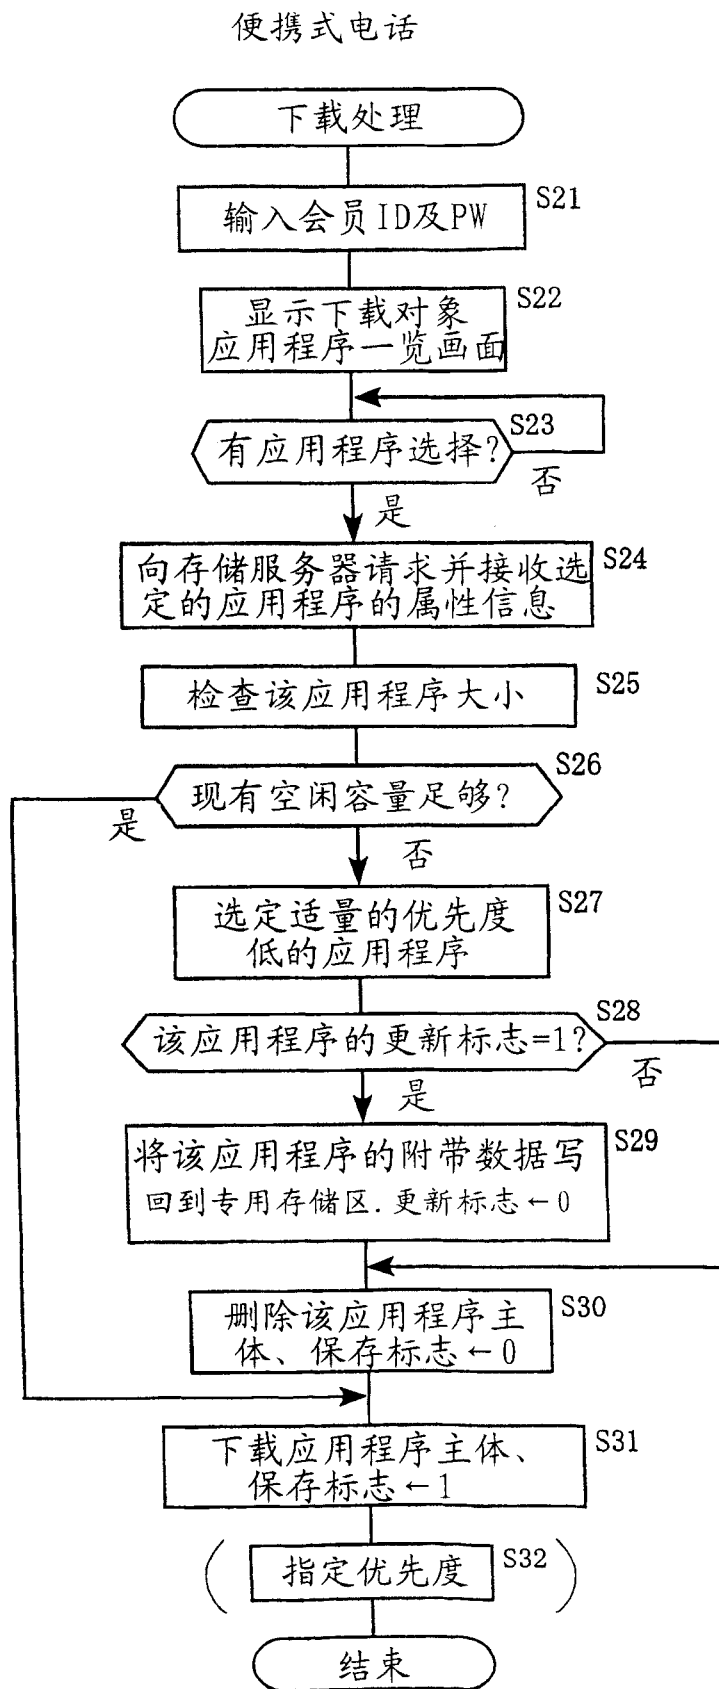 便携式电话
下载处理
输入会员ID及PW
S21
显示下载对象
应用程序一览画面
S22
有应用程序选择?
S23
否
是
向存储服务器请求并接收选
定的应用程序的属性信息
S24
检查该应用程序大小
S25
现有空闲容量足够?
S26
是
否
选定适量的优先度
低的应用程序
S27
该应用程序的更新标志=1?
S28
否
是
将该应用程序的附带数据写
回到专用存储区.更新标志←0
S29
删除该应用程序主
体、保存标志←0
S30
下载应用程序主体、
保存标志←1
S31
(指定优先度 S32)
结束